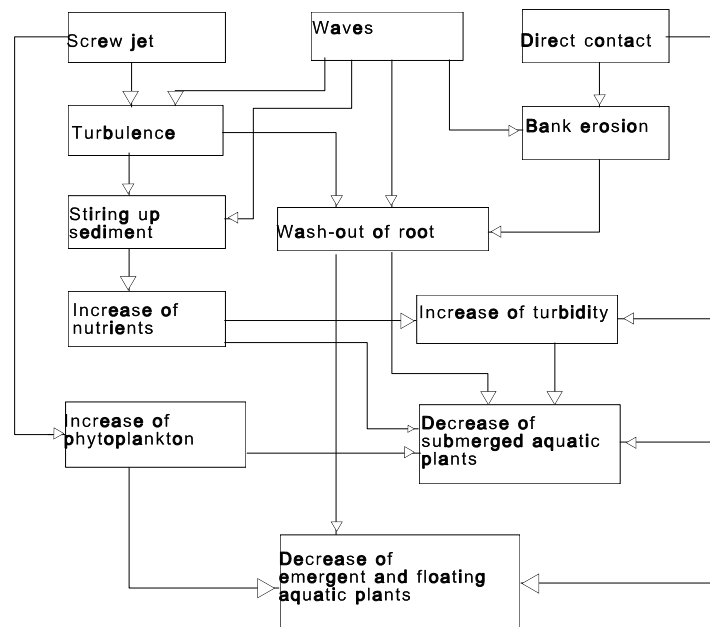 Screw jet
Waves
Direct contact
Turbulence
Bank erosion
Stiring up
sediment
Wash-out of root
Increase of
nutrients
Increase of turbidity
Increase of
phytoplankton
Decrease of
submerged aquatic
plants
Decrease of
emergent and floating
aquatic plants